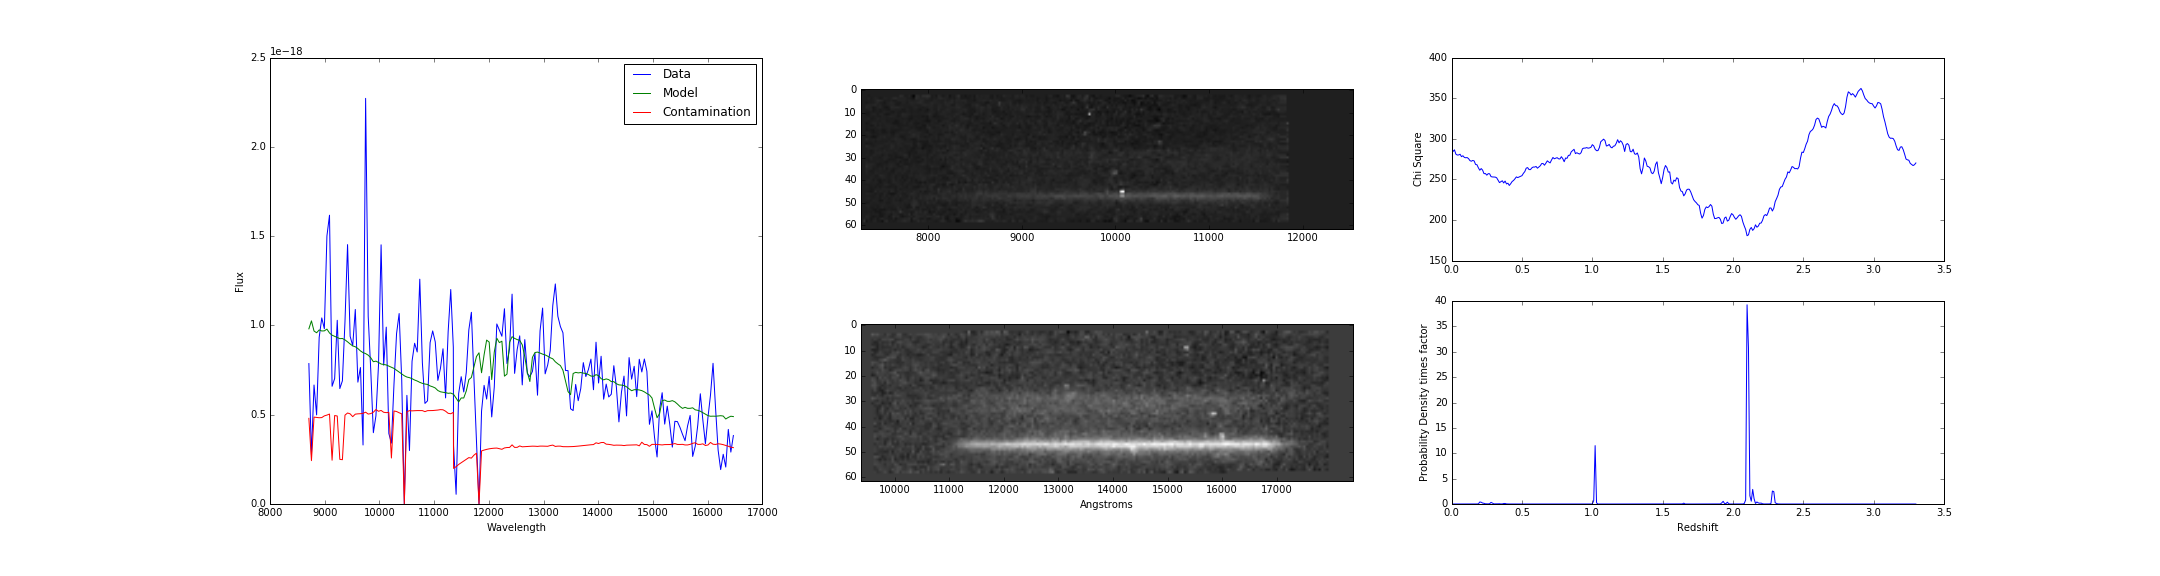 1e−18
2.5
2.0
1.5
1.0
0.5
0.0
Flux
Data
Model
Contamination
8000 9000 10000 11000 12000 13000 14000 15000 16000 17000
Wavelength
0
10
20
30
40
50
60
8000 9000 10000 11000 12000
0
10
20
30
40
50
60
10000 11000 12000 13000 14000 15000 16000 17000
Angstroms
400
350
300
250
200
150
Chi Square
0.0 0.5 1.0 1.5 2.0 2.5 3.0 3.5
40
35
30
25
20
15
10
5
0
Probability Density times factor
0.0 0.5 1.0 1.5 2.0 2.5 3.0 3.5
Redshift